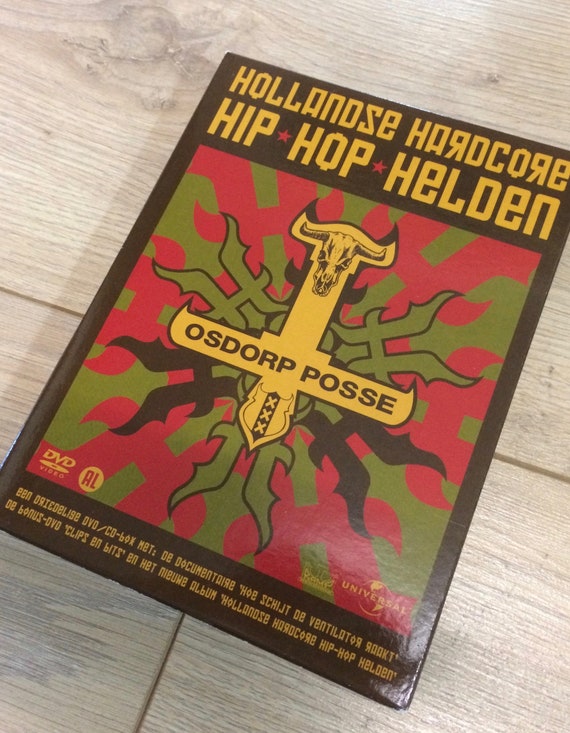 HOLLANDSE HARDCORE
HIP★HOP★HELDEN
OSDORP POSSE
XXX
DVD
VIDEO
AL
EEN DRIEDELIGE DVD/CD-BOX MET: DE DOCUMENTAIRE 'HOE SCHIJT DE VENTILATOR RAAKT'
DE BONUS-DVD 'CLIPS EN BITS' EN HET NIEUWE ALBUM 'HOLLANDSE HARDCORE HIP-HOP HELDEN'
UNIVERSAL